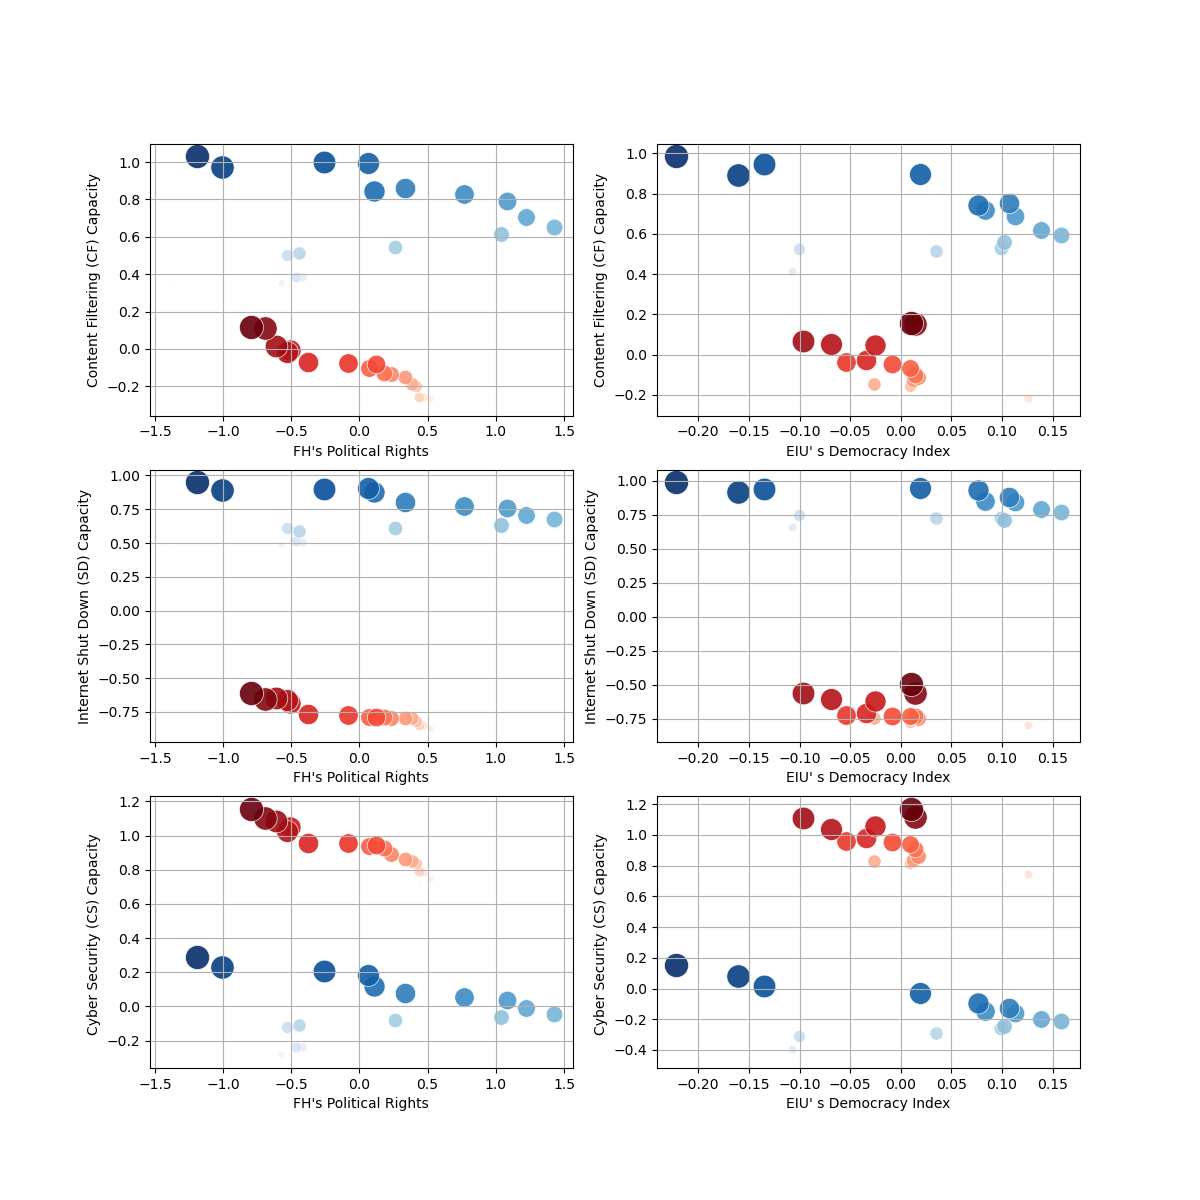 1.0
0.8
0.6
0.4
0.2
0.0
−0.2
Content Filtering (CF) Capacity
−1.5 −1.0 −0.5 0.0 0.5 1.0 1.5
FH's Political Rights
1.0
0.8
0.6
0.4
0.2
0.0
−0.2
Content Filtering (CF) Capacity
−0.20 −0.15 −0.10 −0.05 0.00 0.05 0.10 0.15
EIU' s Democracy Index
1.00
0.75
0.50
0.25
0.00
−0.25
−0.50
−0.75
Internet Shut Down (SD) Capacity
−1.5 −1.0 −0.5 0.0 0.5 1.0 1.5
FH's Political Rights
1.00
0.75
0.50
0.25
0.00
−0.25
−0.50
−0.75
Internet Shut Down (SD) Capacity
−0.20 −0.15 −0.10 −0.05 0.00 0.05 0.10 0.15
EIU' s Democracy Index
1.2
1.0
0.8
0.6
0.4
0.2
0.0
−0.2
Cyber Security (CS) Capacity
−1.5 −1.0 −0.5 0.0 0.5 1.0 1.5
FH's Political Rights
1.2
1.0
0.8
0.6
0.4
0.2
0.0
−0.2
−0.4
Cyber Security (CS) Capacity
−0.20 −0.15 −0.10 −0.05 0.00 0.05 0.10 0.15
EIU' s Democracy Index